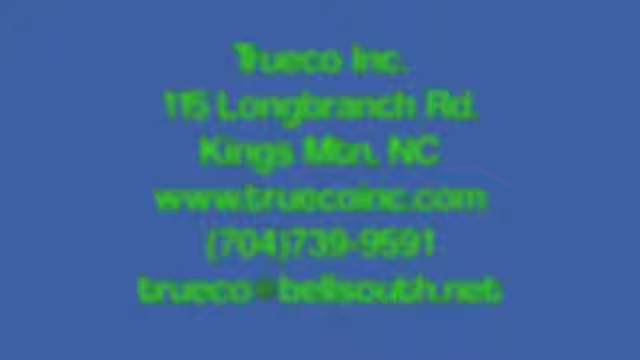 Trueco Inc.
115 Longbranch Rd.
Kings Mtn. NC
www.truecoinc.com
(704)739-9591
trueco@bellsouth.net